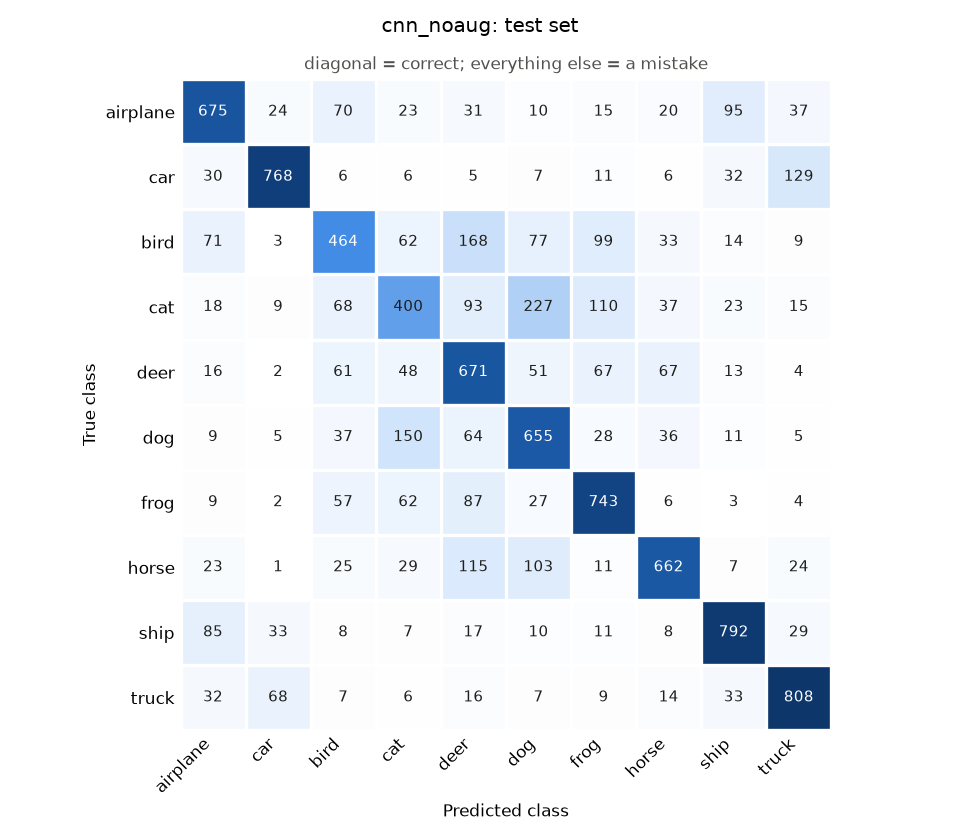 cnn_noaug: test set
diagonal = correct; everything else = a mistake
airplane 675 24 70 23 31 10 15 20 95 37
car 30 768 6 6 5 7 11 6 32 129
bird 71 3 464 62 168 77 99 33 14 9
cat 18 9 68 400 93 227 110 37 23 15
deer 16 2 61 48 671 51 67 67 13 4
dog 9 5 37 150 64 655 28 36 11 5
frog 9 2 57 62 87 27 743 6 3 4
horse 23 1 25 29 115 103 11 662 7 24
ship 85 33 8 7 17 10 11 8 792 29
truck 32 68 7 6 16 7 9 14 33 808
True class
airplane car bird cat deer dog frog horse ship truck
Predicted class